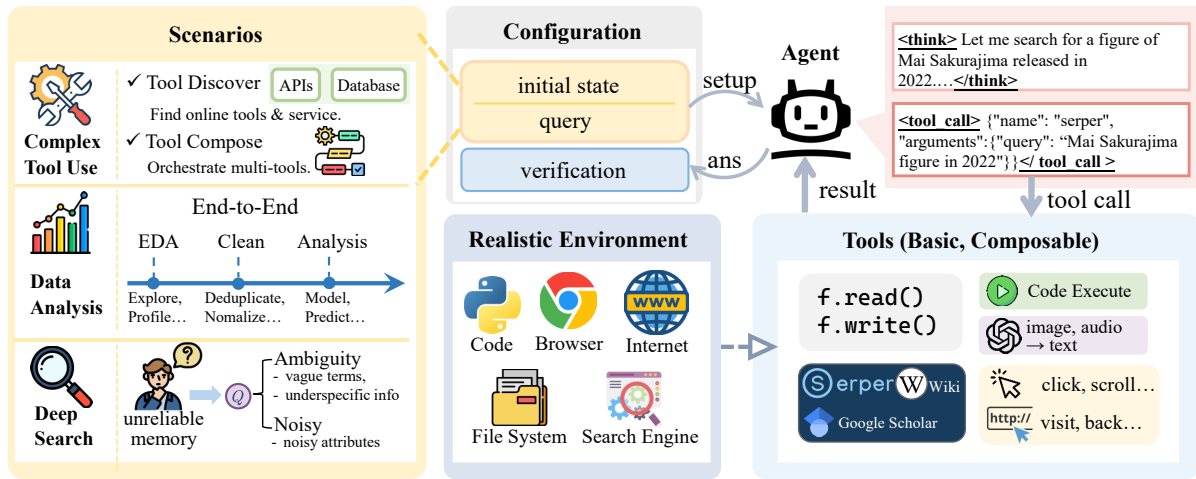 Scenarios
Complex
Tool Use
✓ Tool Discover
APIs
Database
Find online tools & service.
✓ Tool Compose
Orchestrate multi-tools.
Data
Analysis
End-to-End
EDA
Clean
Analysis
Explore,
Profile…
Deduplicate,
Nomalize…
Model,
Predict…
Deep
Search
?
unreliable
memory
Q
Ambiguity
- vague terms,
- underspecific info
Noisy
- noisy attributes
Configuration
initial state
query
verification
setup
ans
Agent
<think> Let me search for a figure of
Mai Sakurajima released in
2022.…</think>
<tool_call> {"name": "serper",
"arguments":{"query": “Mai Sakurajima
figure in 2022"}}</ tool_call >
result
tool call
Realistic Environment
Code
Browser
WWW
Internet
File System
Search Engine
Tools (Basic, Composable)
f.read()
f.write()
Code Execute
image, audio
→ text
Serper
W Wiki
Google Scholar
click, scroll…
http://
visit, back…